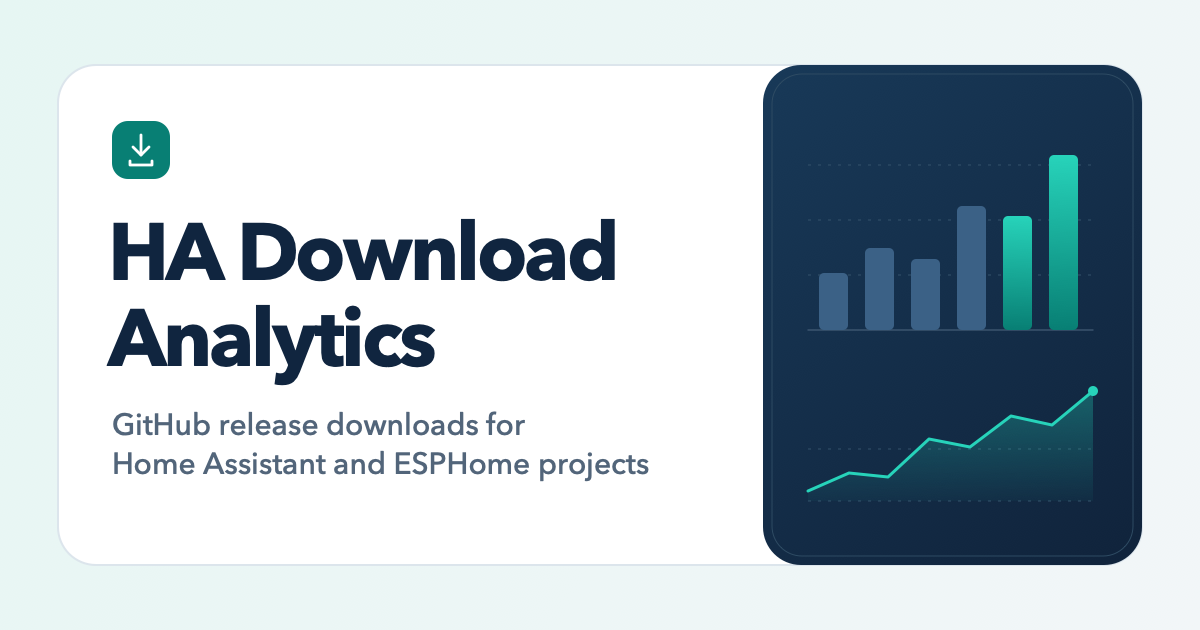 HA Download
Analytics
GitHub release downloads for
Home Assistant and ESPHome projects